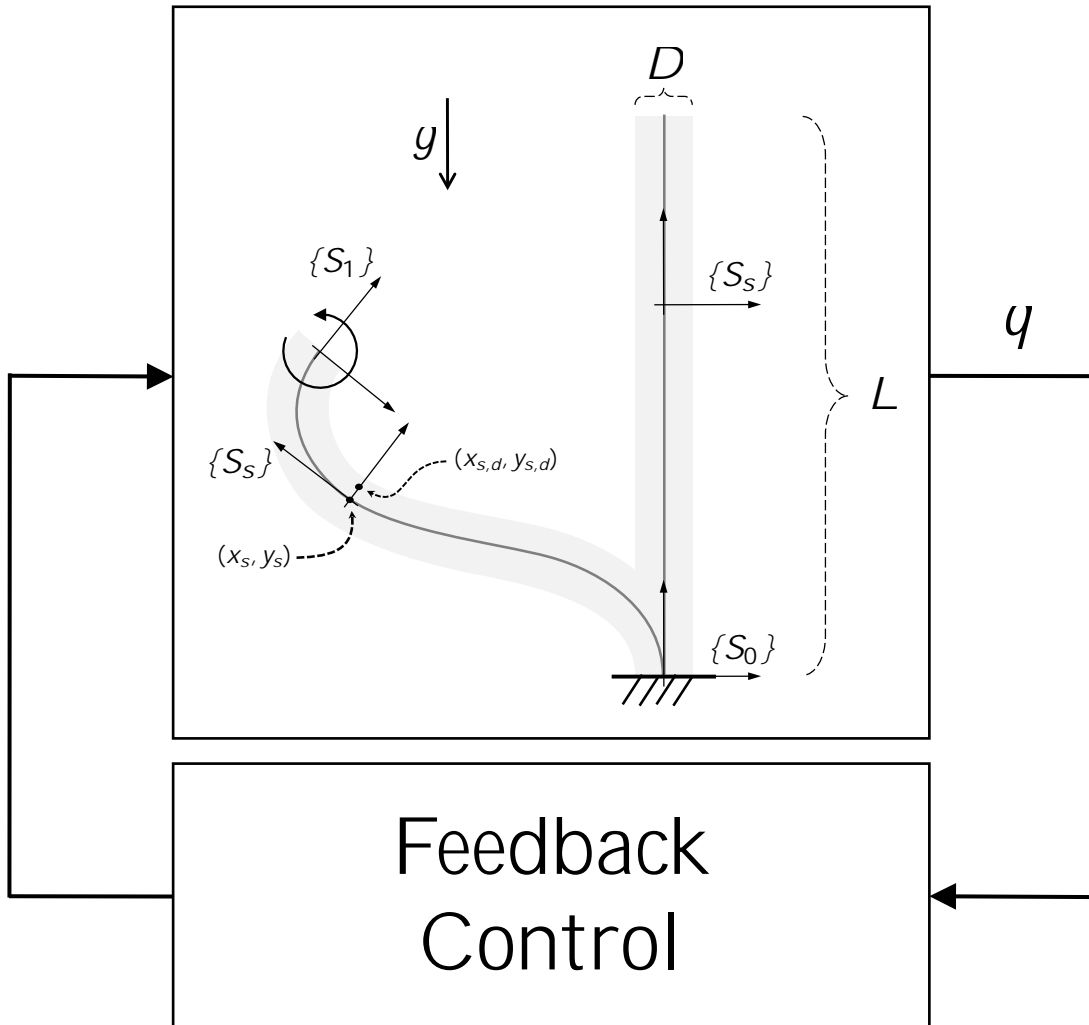 D
g
{S₁}
{Sₛ}
q
L
{Sₛ}
(xₛ,d, yₛ,d)
(xₛ, yₛ)
{S₀}
Feedback
Control